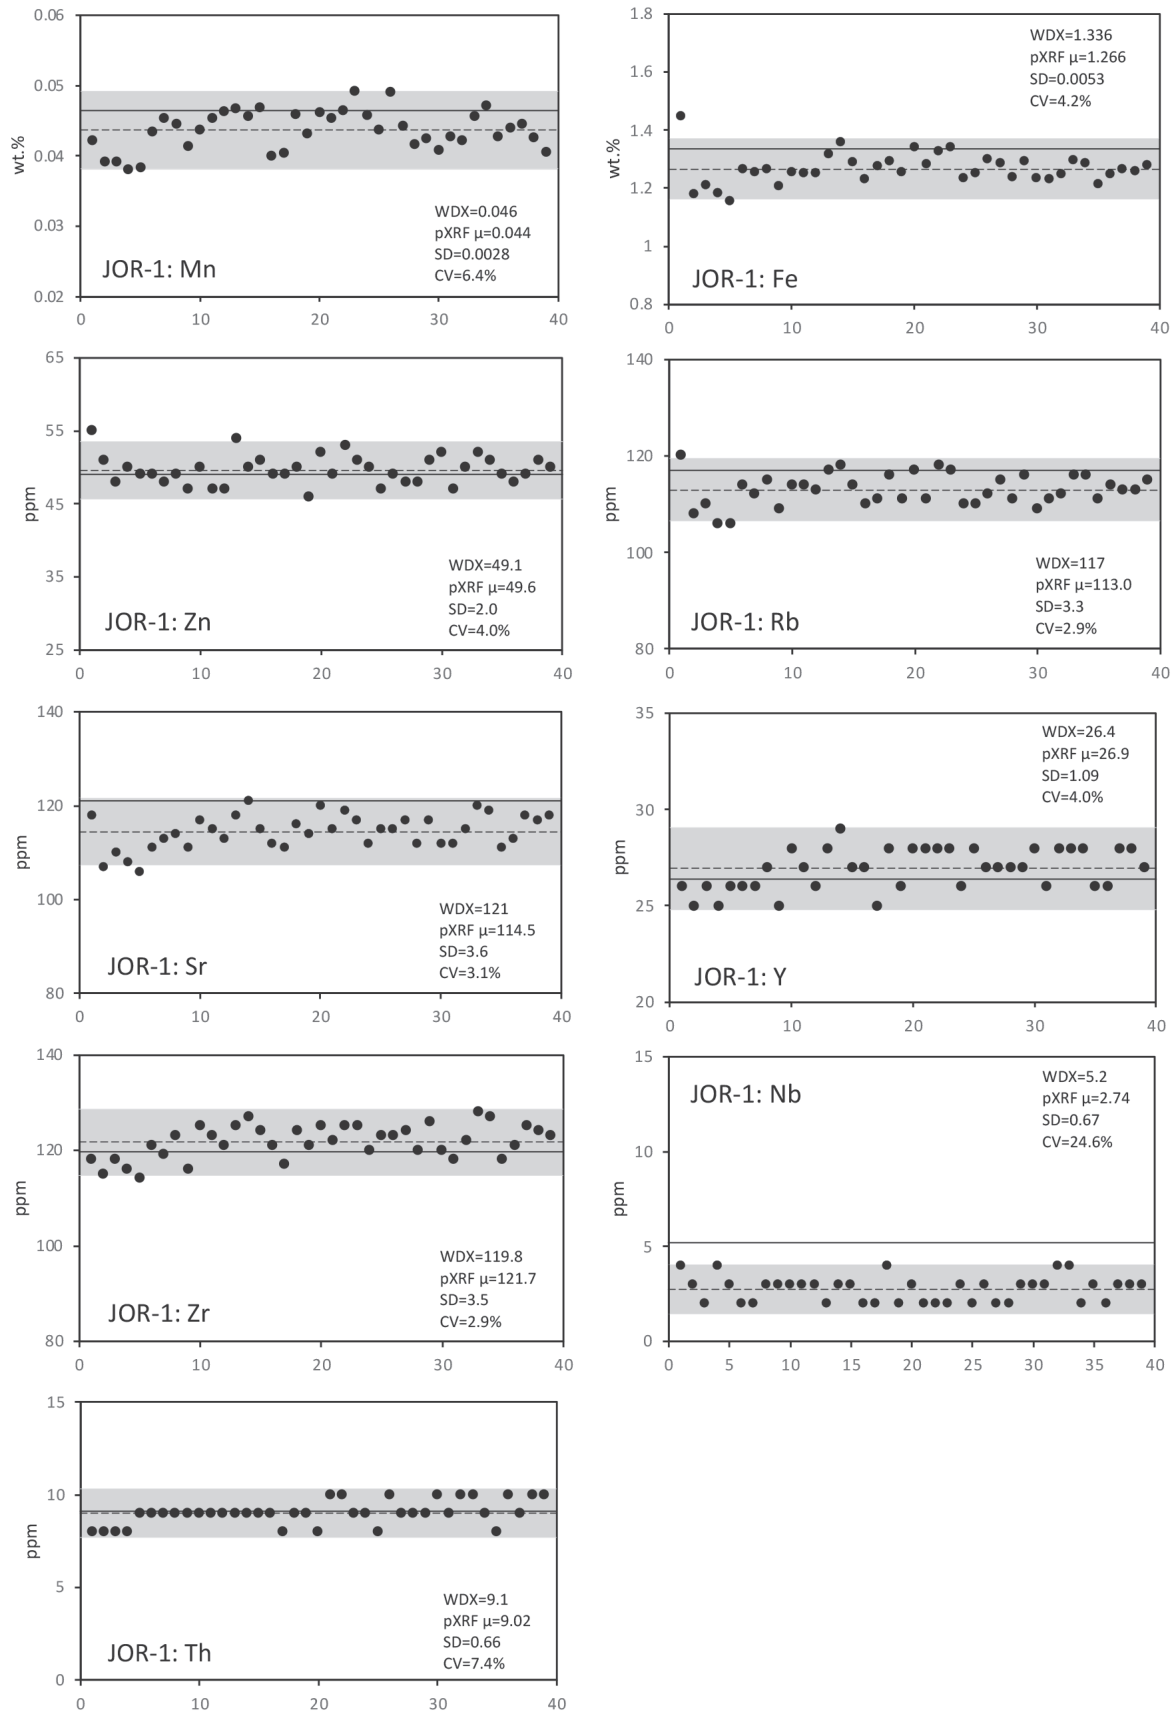 0.06
0.05
0.04
0.03
0.02
wt.%
WDX=0.046
pXRF μ=0.044
SD=0.0028
CV=6.4%
JOR-1: Mn
0 10 20 30 40
1.8
1.6
1.4
1.2
1
0.8
wt.%
WDX=1.336
pXRF μ=1.266
SD=0.0053
CV=4.2%
JOR-1: Fe
0 10 20 30 40
65
55
45
35
25
ppm
WDX=49.1
pXRF μ=49.6
SD=2.0
CV=4.0%
JOR-1: Zn
0 10 20 30 40
140
120
100
80
ppm
WDX=117
pXRF μ=113.0
SD=3.3
CV=2.9%
JOR-1: Rb
0 10 20 30 40
140
120
100
80
ppm
WDX=121
pXRF μ=114.5
SD=3.6
CV=3.1%
JOR-1: Sr
0 10 20 30 40
35
30
25
20
ppm
WDX=26.4
pXRF μ=26.9
SD=1.09
CV=4.0%
JOR-1: Y
0 10 20 30 40
140
120
100
80
ppm
WDX=119.8
pXRF μ=121.7
SD=3.5
CV=2.9%
JOR-1: Zr
0 10 20 30 40
15
10
5
0
ppm
JOR-1: Nb
WDX=5.2
pXRF μ=2.74
SD=0.67
CV=24.6%
0 5 10 15 20 25 30 35 40
15
10
5
0
ppm
WDX=9.1
pXRF μ=9.02
SD=0.66
CV=7.4%
JOR-1: Th
0 10 20 30 40